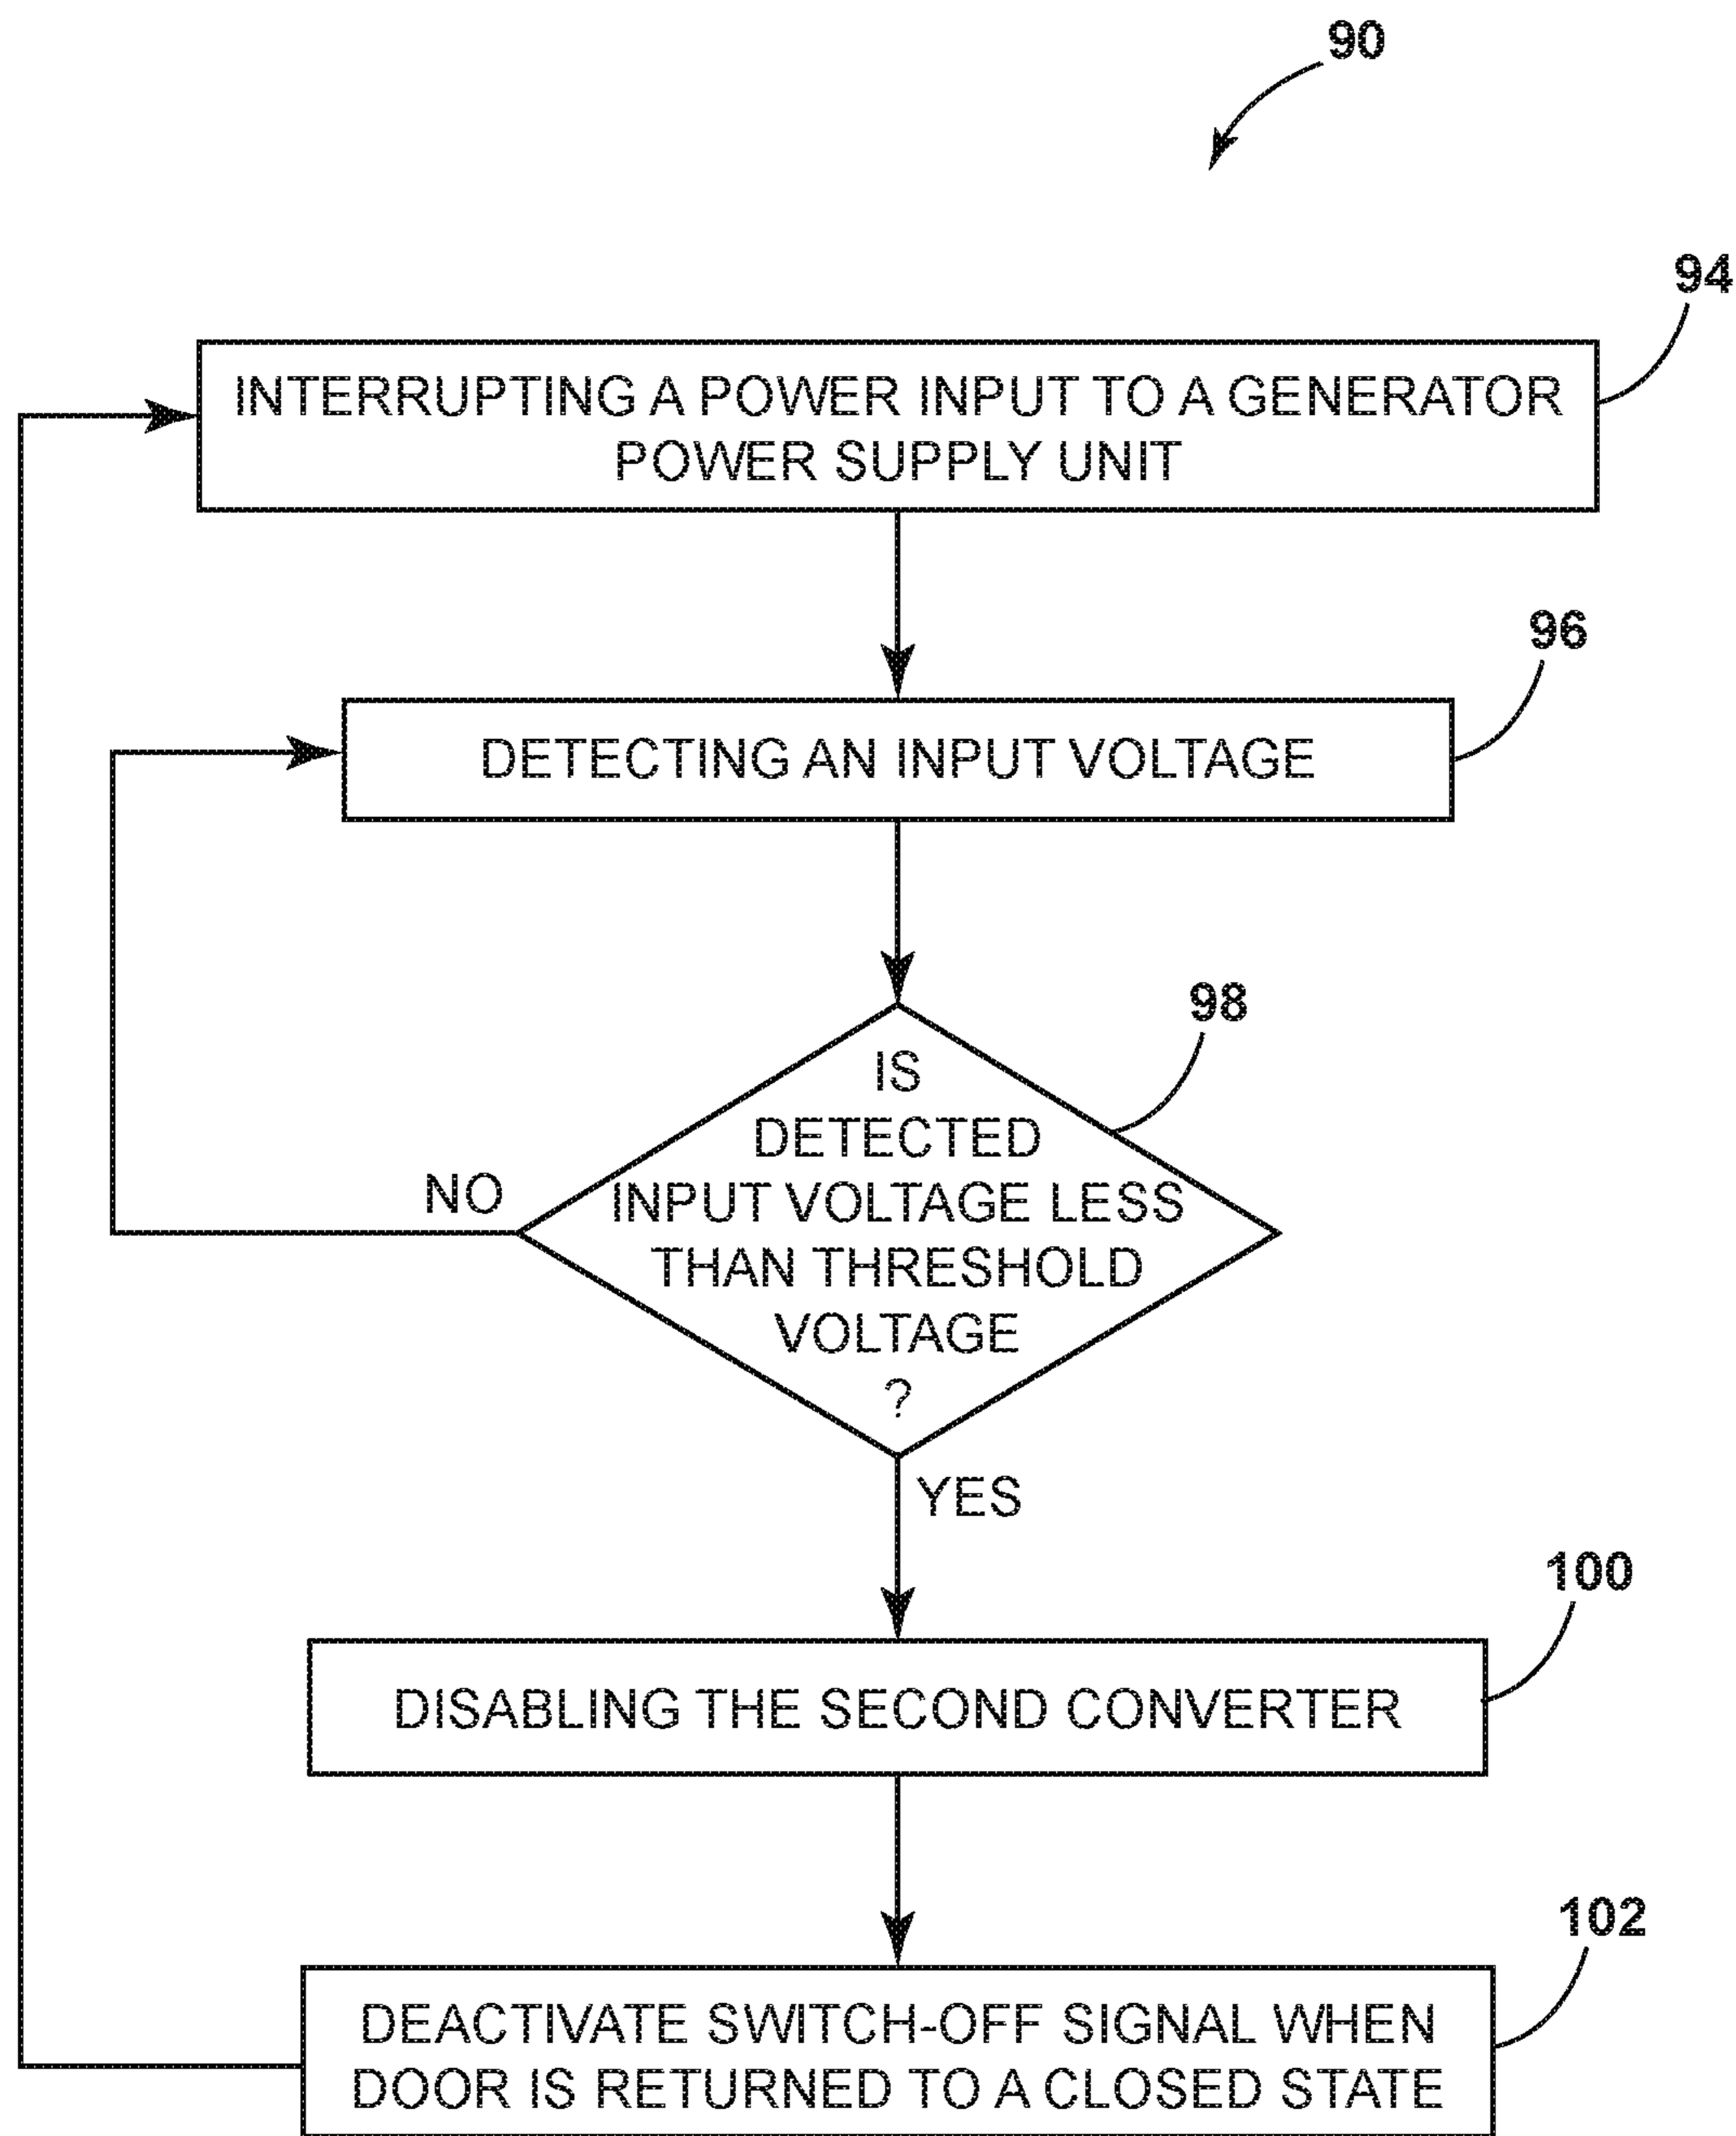 90
94
INTERRUPTING A POWER INPUT TO A GENERATOR
POWER SUPPLY UNIT
96
DETECTING AN INPUT VOLTAGE
98
IS
DETECTED
INPUT VOLTAGE LESS
THAN THRESHOLD
VOLTAGE
?
NO
YES
100
DISABLING THE SECOND CONVERTER
102
DEACTIVATE SWITCH-OFF SIGNAL WHEN
DOOR IS RETURNED TO A CLOSED STATE